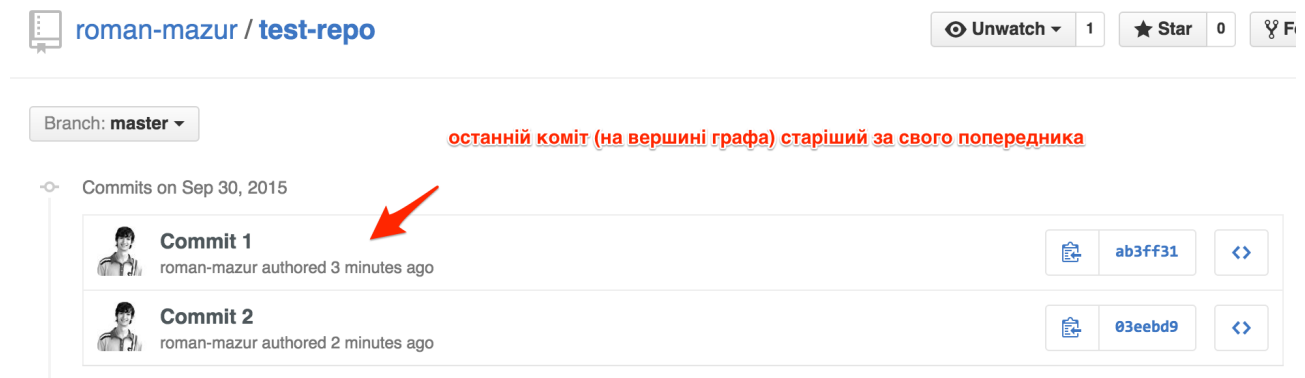 roman-mazur / test-repo
Unwatch 1 Star 0 Fo
Branch: master
останній коміт (на вершині графа) старіший за свого попередника
Commits on Sep 30, 2015
Commit 1
ab3ff31
roman-mazur authored 3 minutes ago
Commit 2
03eebd9
roman-mazur authored 2 minutes ago